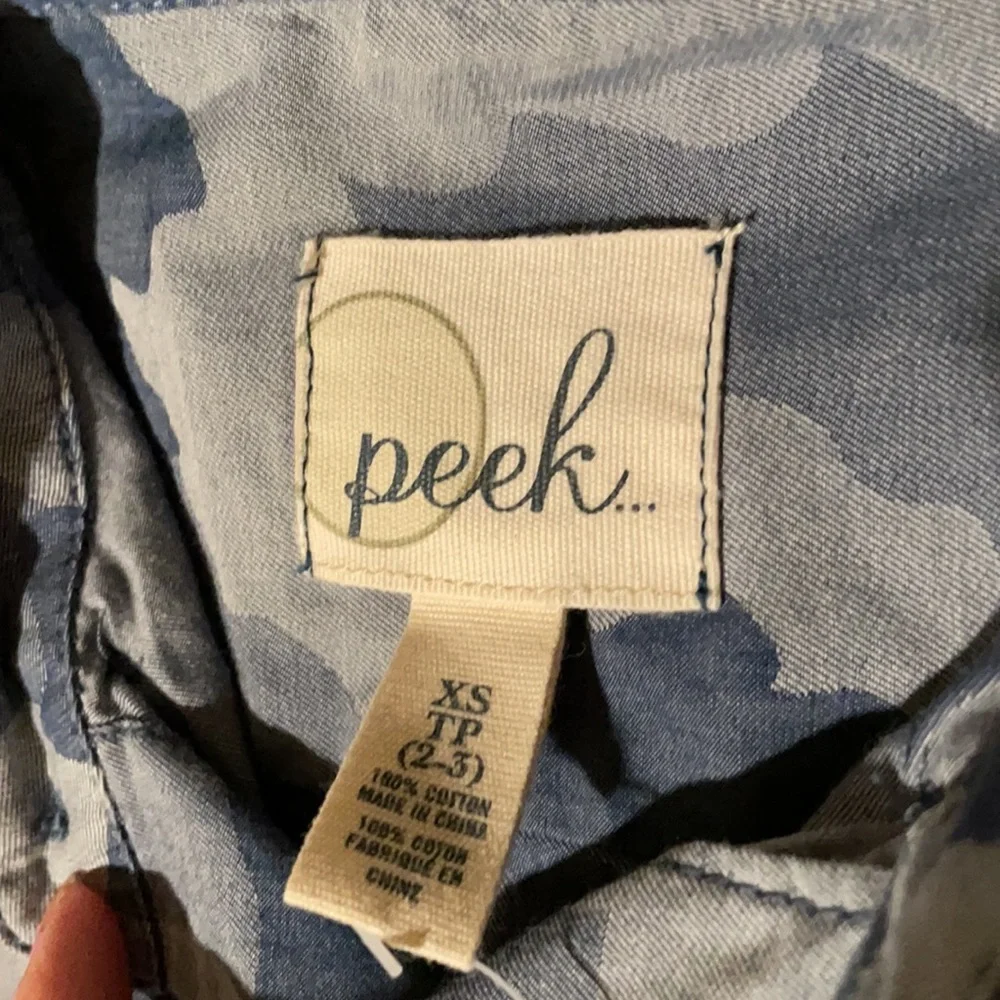 peek...
XS
TP
(2-3)
100% COTTON
MADE IN CHINA
100% COTON
FABRIQUÉ EN
CHINE